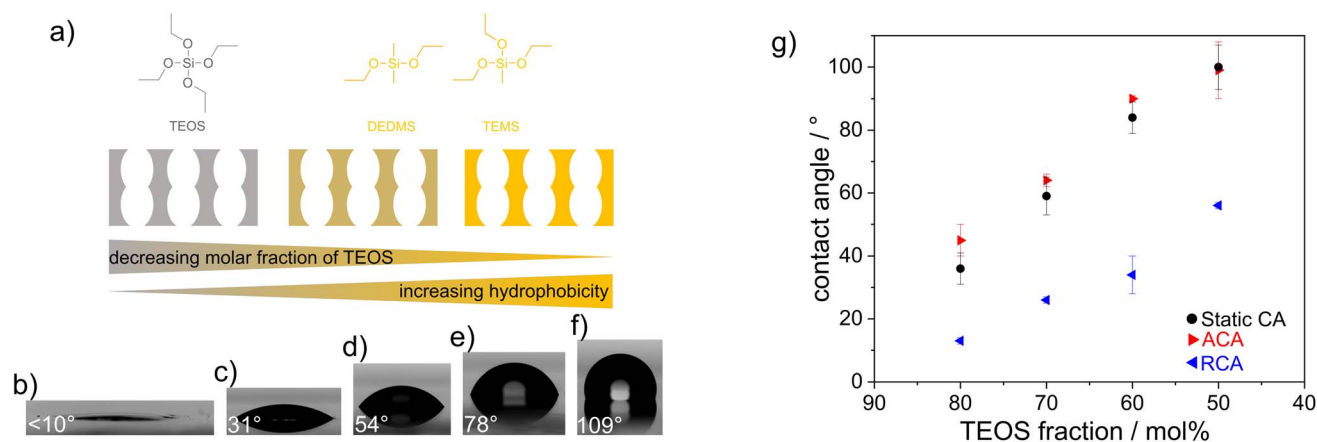 a)
O
O
Si
O
O
TEOS
O
Si
O
DEDMS
O
O
Si
O
TEMS
decreasing molar fraction of TEOS
increasing hydrophobicity
b)
<10°
c)
31°
d)
54°
e)
78°
f)
109°
g)
contact angle / °
100
80
60
40
20
0
90
80
70
60
50
40
TEOS fraction / mol%
Static CA
ACA
RCA